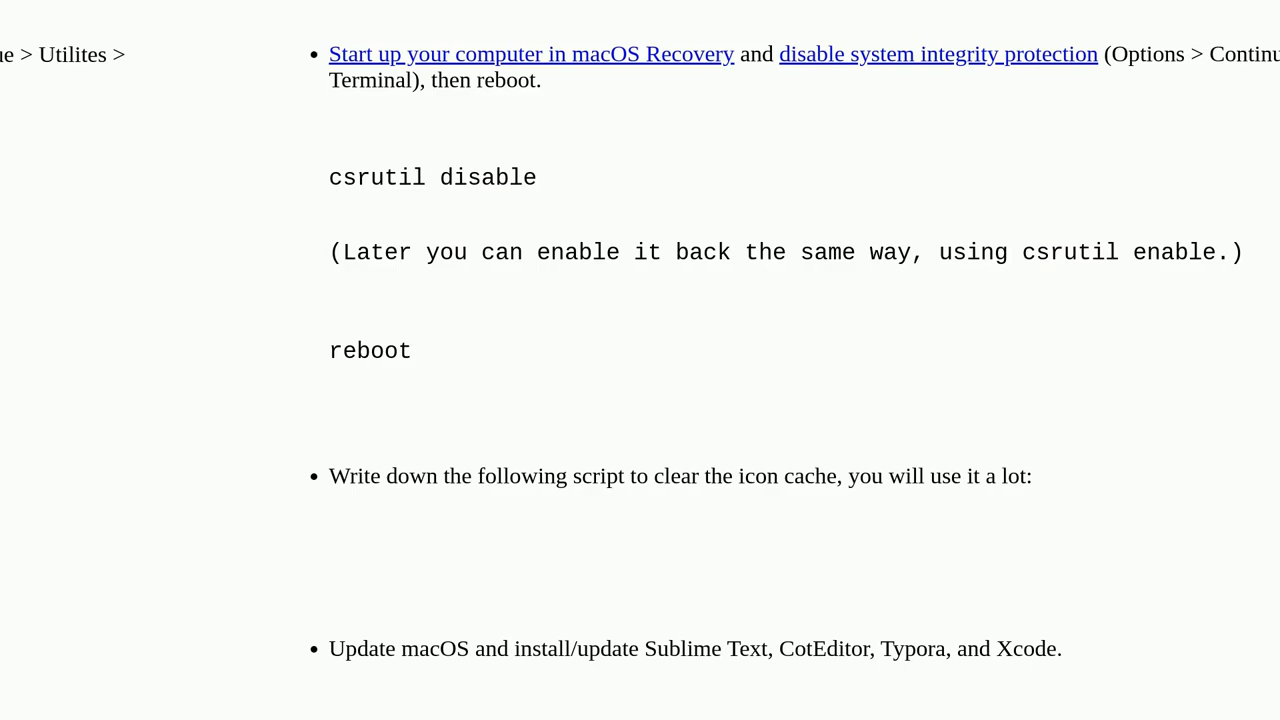 ue > Utilites >
• Start up your computer in macOS Recovery and disable system integrity protection (Options > Continu
Terminal), then reboot.
csrutil disable
(Later you can enable it back the same way, using csrutil enable.)
reboot
• Write down the following script to clear the icon cache, you will use it a lot:
• Update macOS and install/update Sublime Text, CotEditor, Typora, and Xcode.